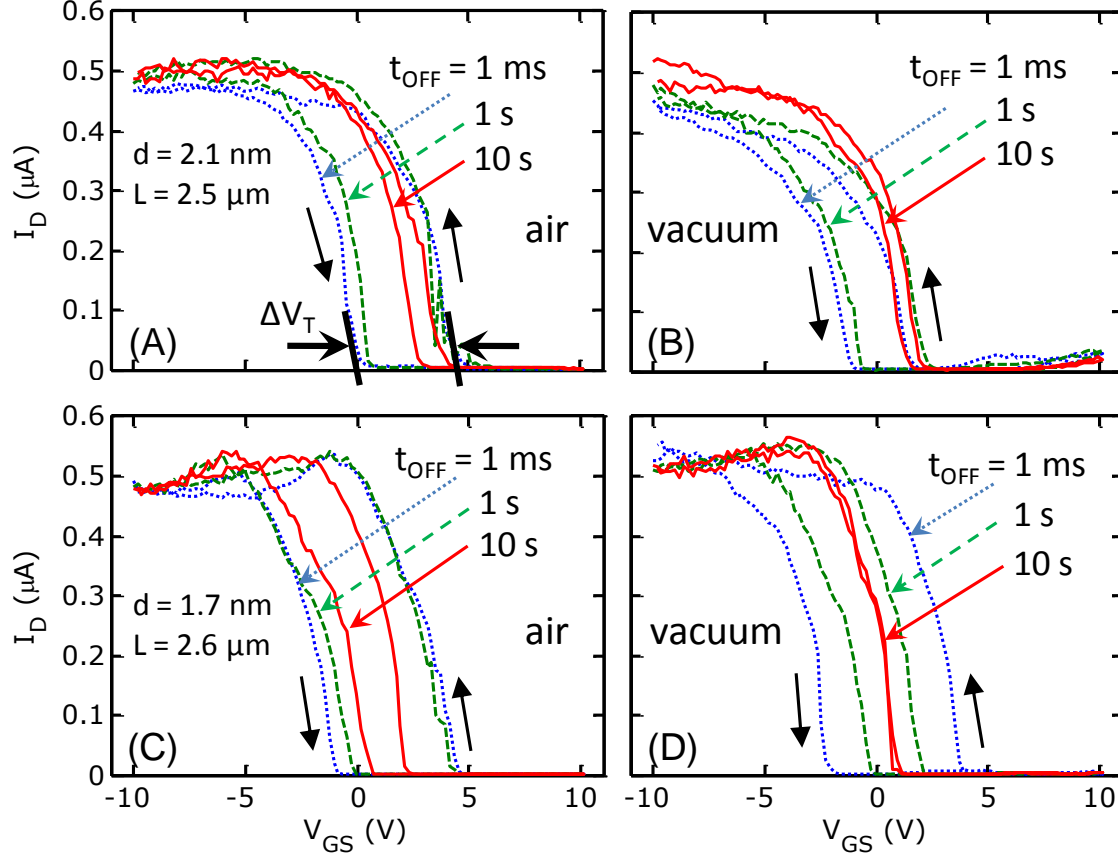 0.6
0.5
0.4
0.3
0.2
0.1
0
I_D (μA)
t_OFF = 1 ms
1 s
10 s
d = 2.1 nm
L = 2.5 μm
air
ΔV_T
(A)
t_OFF = 1 ms
1 s
10 s
vacuum
(B)
0.6
0.5
0.4
0.3
0.2
0.1
0
I_D (μA)
t_OFF = 1 ms
1 s
10 s
d = 1.7 nm
L = 2.6 μm
air
(C)
-10 -5 0 5 10
V_GS (V)
t_OFF = 1 ms
1 s
10 s
vacuum
(D)
-10 -5 0 5 10
V_GS (V)